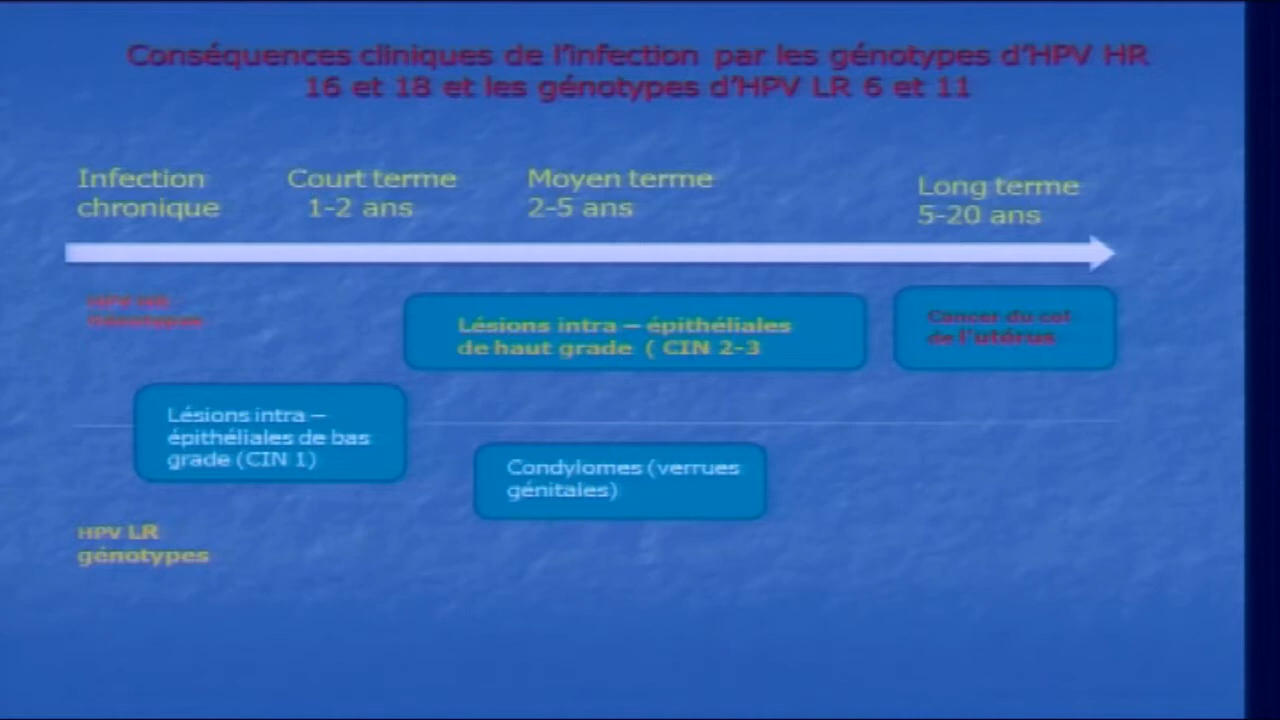 Conséquences cliniques de l'infection par les génotypes d'HPV HR
16 et 18 et les génotypes d'HPV LR 6 et 11
Infection
chronique
Court terme
1-2 ans
Moyen terme
2-5 ans
Long terme
5-20 ans
HPV HR
Génotypes
Lésions intra – épithéliales
de haut grade ( CIN 2-3
Cancer du col
de l'utérus
Lésions intra –
épithéliales de bas
grade (CIN 1)
Condylomes (verrues
génitales)
HPV LR
génotypes